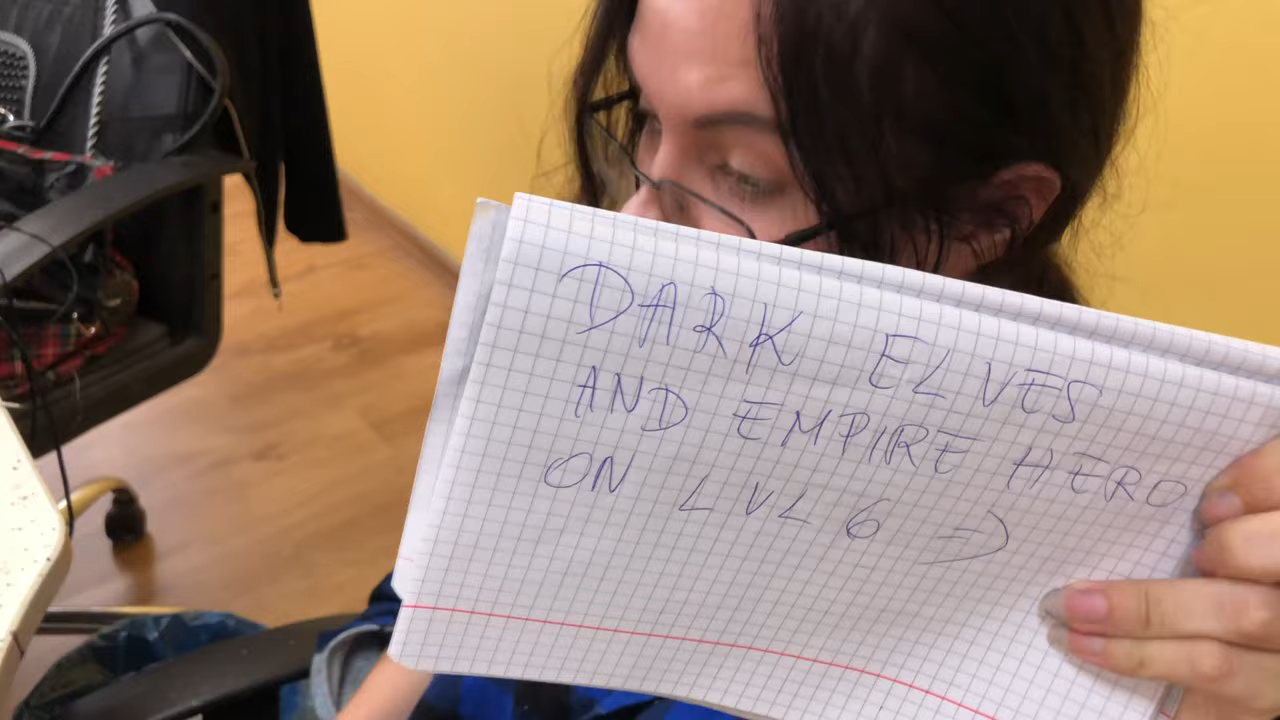 DARK ELVES
AND EMPIRE HERO
ON LVL 6 =)